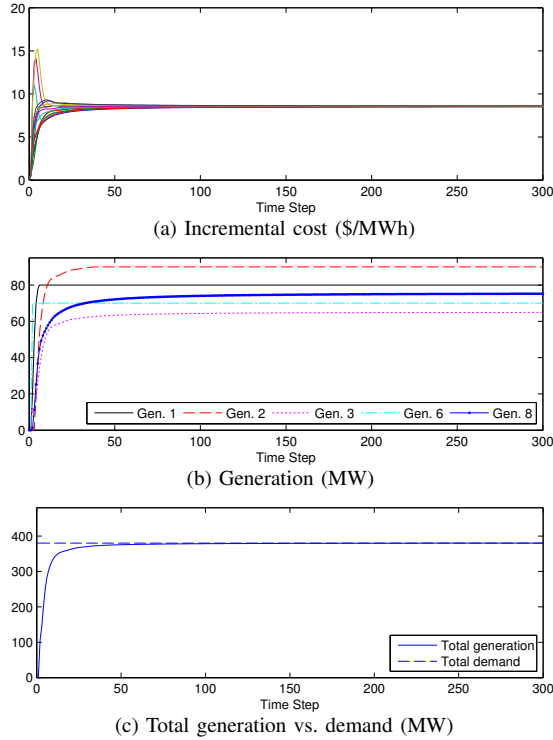 20
15
10
5
0
0 50 100 150 200 250 300
Time Step
(a) Incremental cost ($/MWh)
80
60
40
20
0
Gen. 1 Gen. 2 Gen. 3 Gen. 6 Gen. 8
0 50 100 150 200 250 300
Time Step
(b) Generation (MW)
400
300
200
100
0
Total generation
Total demand
0 50 100 150 200 250 300
Time Step
(c) Total generation vs. demand (MW)